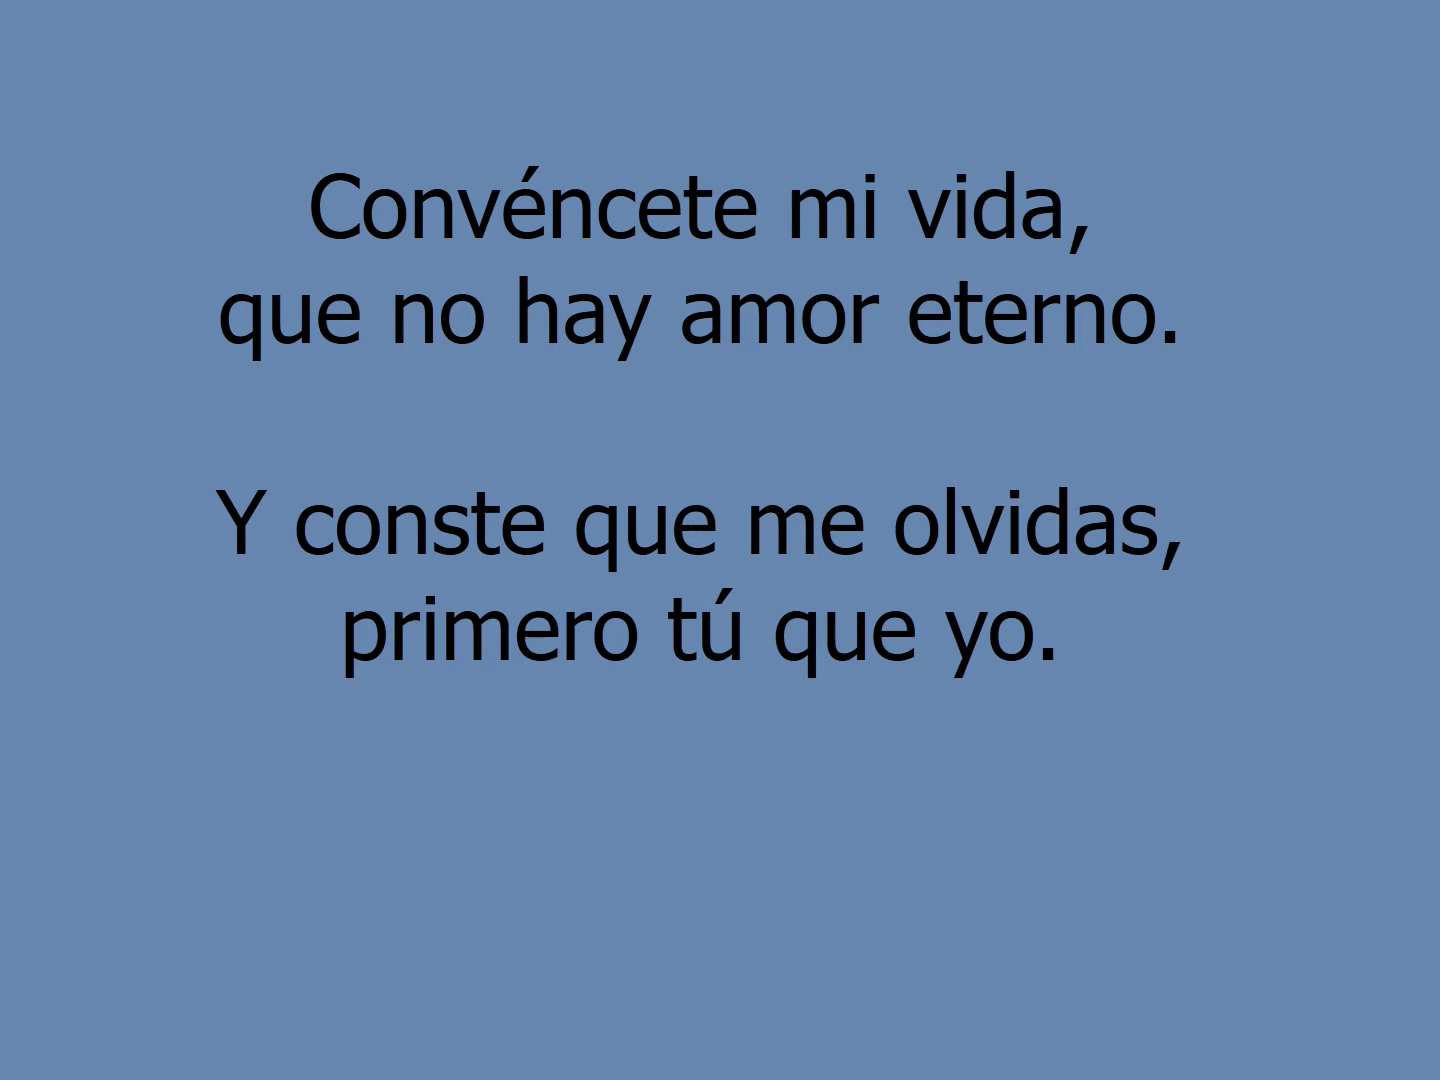 Convéncete mi vida,
que no hay amor eterno.
Y conste que me olvidas,
primero tú que yo.